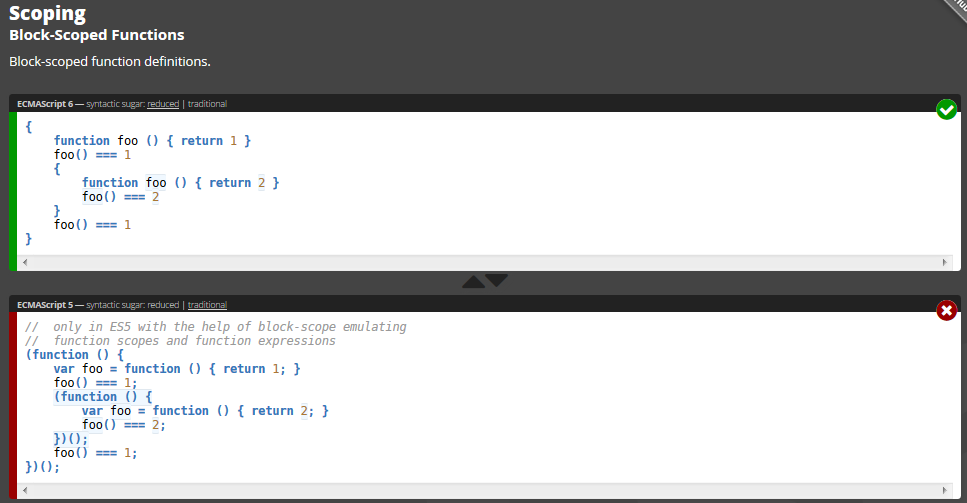 Scoping
Block-Scoped Functions
Block-scoped function definitions.
ECMAScript 6 — syntactic sugar: reduced | traditional
{
    function foo () { return 1 }
    foo() === 1
    {
        function foo () { return 2 }
        foo() === 2
    }
    foo() === 1
}
ECMAScript 5 — syntactic sugar: reduced | traditional
//  only in ES5 with the help of block-scope emulating
//  function scopes and function expressions
(function () {
    var foo = function () { return 1; }
    foo() === 1;
    (function () {
        var foo = function () { return 2; }
        foo() === 2;
    })();
    foo() === 1;
})();